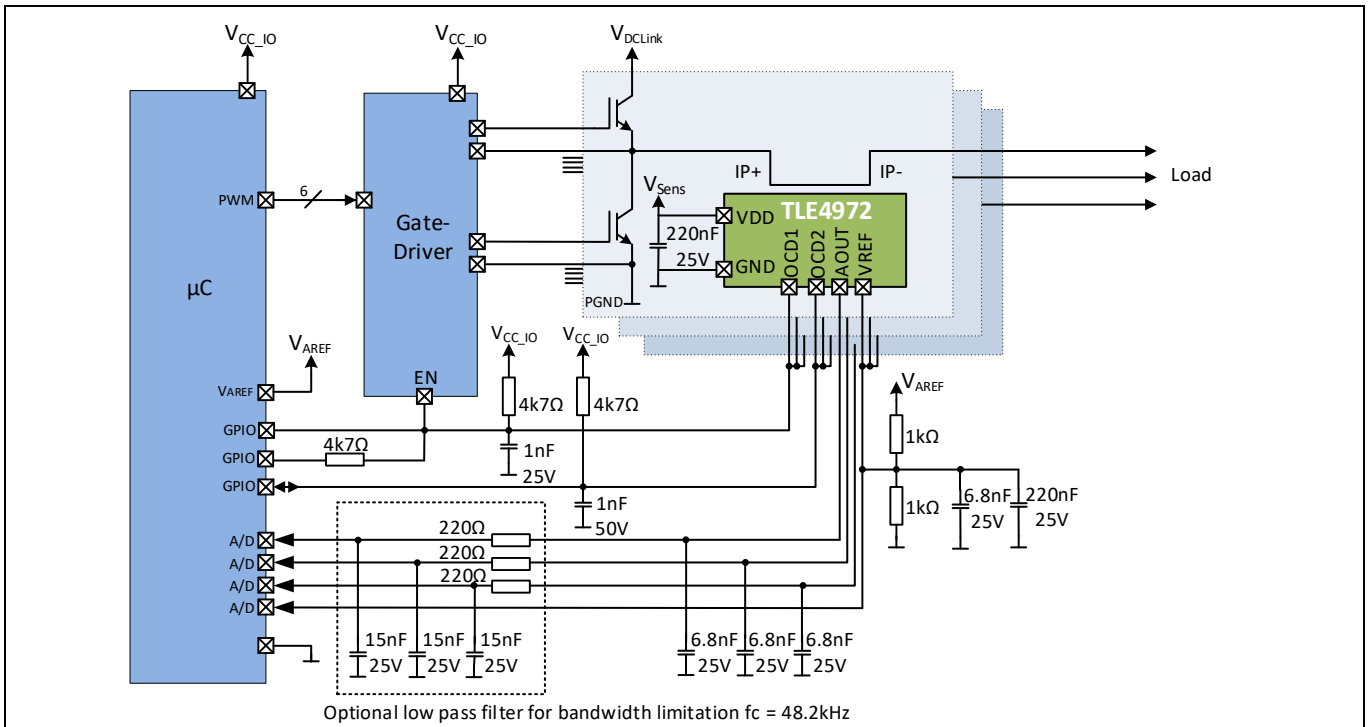 VCC_IO
VCC_IO
VDCLink
PWM
6
Gate-
Driver
µC
IP+
IP-
Load
VSens
TLE4972
VDD
220nF
25V
GND
OCD1
OCD2
AOUT
VREF
PGND
VAREF
VAREF
EN
VCC_IO
VCC_IO
4k7Ω
4k7Ω
VAREF
GPIO
GPIO
4k7Ω
GPIO
1nF
25V
1nF
50V
1kΩ
1kΩ
6.8nF
25V
220nF
25V
A/D
220Ω
A/D
220Ω
A/D
220Ω
A/D
15nF
25V
15nF
25V
15nF
25V
6.8nF
25V
6.8nF
25V
6.8nF
25V
Optional low pass filter for bandwidth limitation fc = 48.2kHz